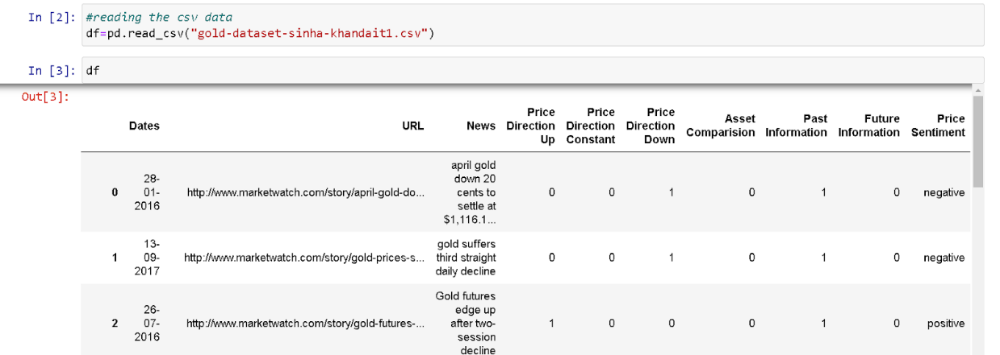 In [2]: #reading the csv data
df=pd.read_csv("gold-dataset-sinha-khandait1.csv")
In [3]: df
Out[3]:
Dates URL News Price Direction Up Price Direction Constant Price Direction Down Asset Comparision Past Information Future Information Price Sentiment
0 28-01-2016 http://www.marketwatch.com/story/april-gold-do... april gold down 20 cents to settle at $1,116.1... 0 0 1 0 1 0 negative
1 13-09-2017 http://www.marketwatch.com/story/gold-prices-s... gold suffers third straight daily decline 0 0 1 0 1 0 negative
2 26-07-2016 http://www.marketwatch.com/story/gold-futures-... Gold futures edge up after two-session decline 1 0 0 0 1 0 positive